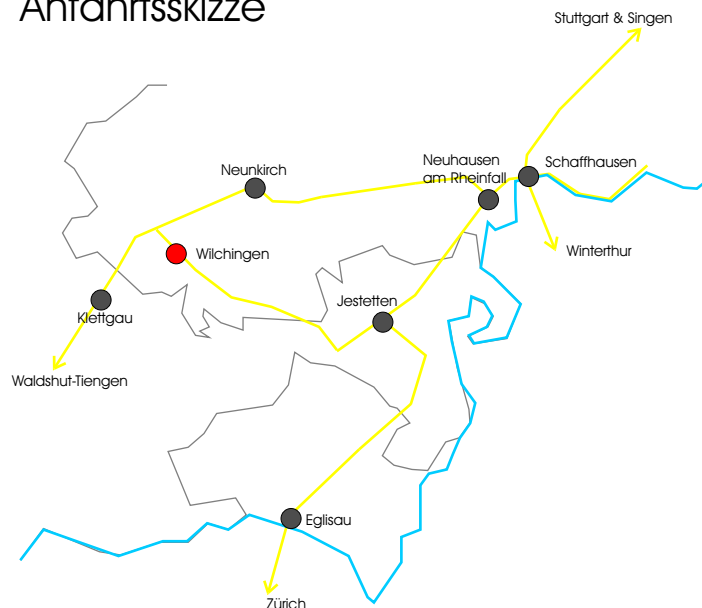 Anfahrtsskizze
Stuttgart & Singen
Neuhausen
am Rheinfall
Schaffhausen
Neunkirch
Wilchingen
Winterthur
Jestetten
Klettgau
Waldshut-Tiengen
Eglisau
Zürich